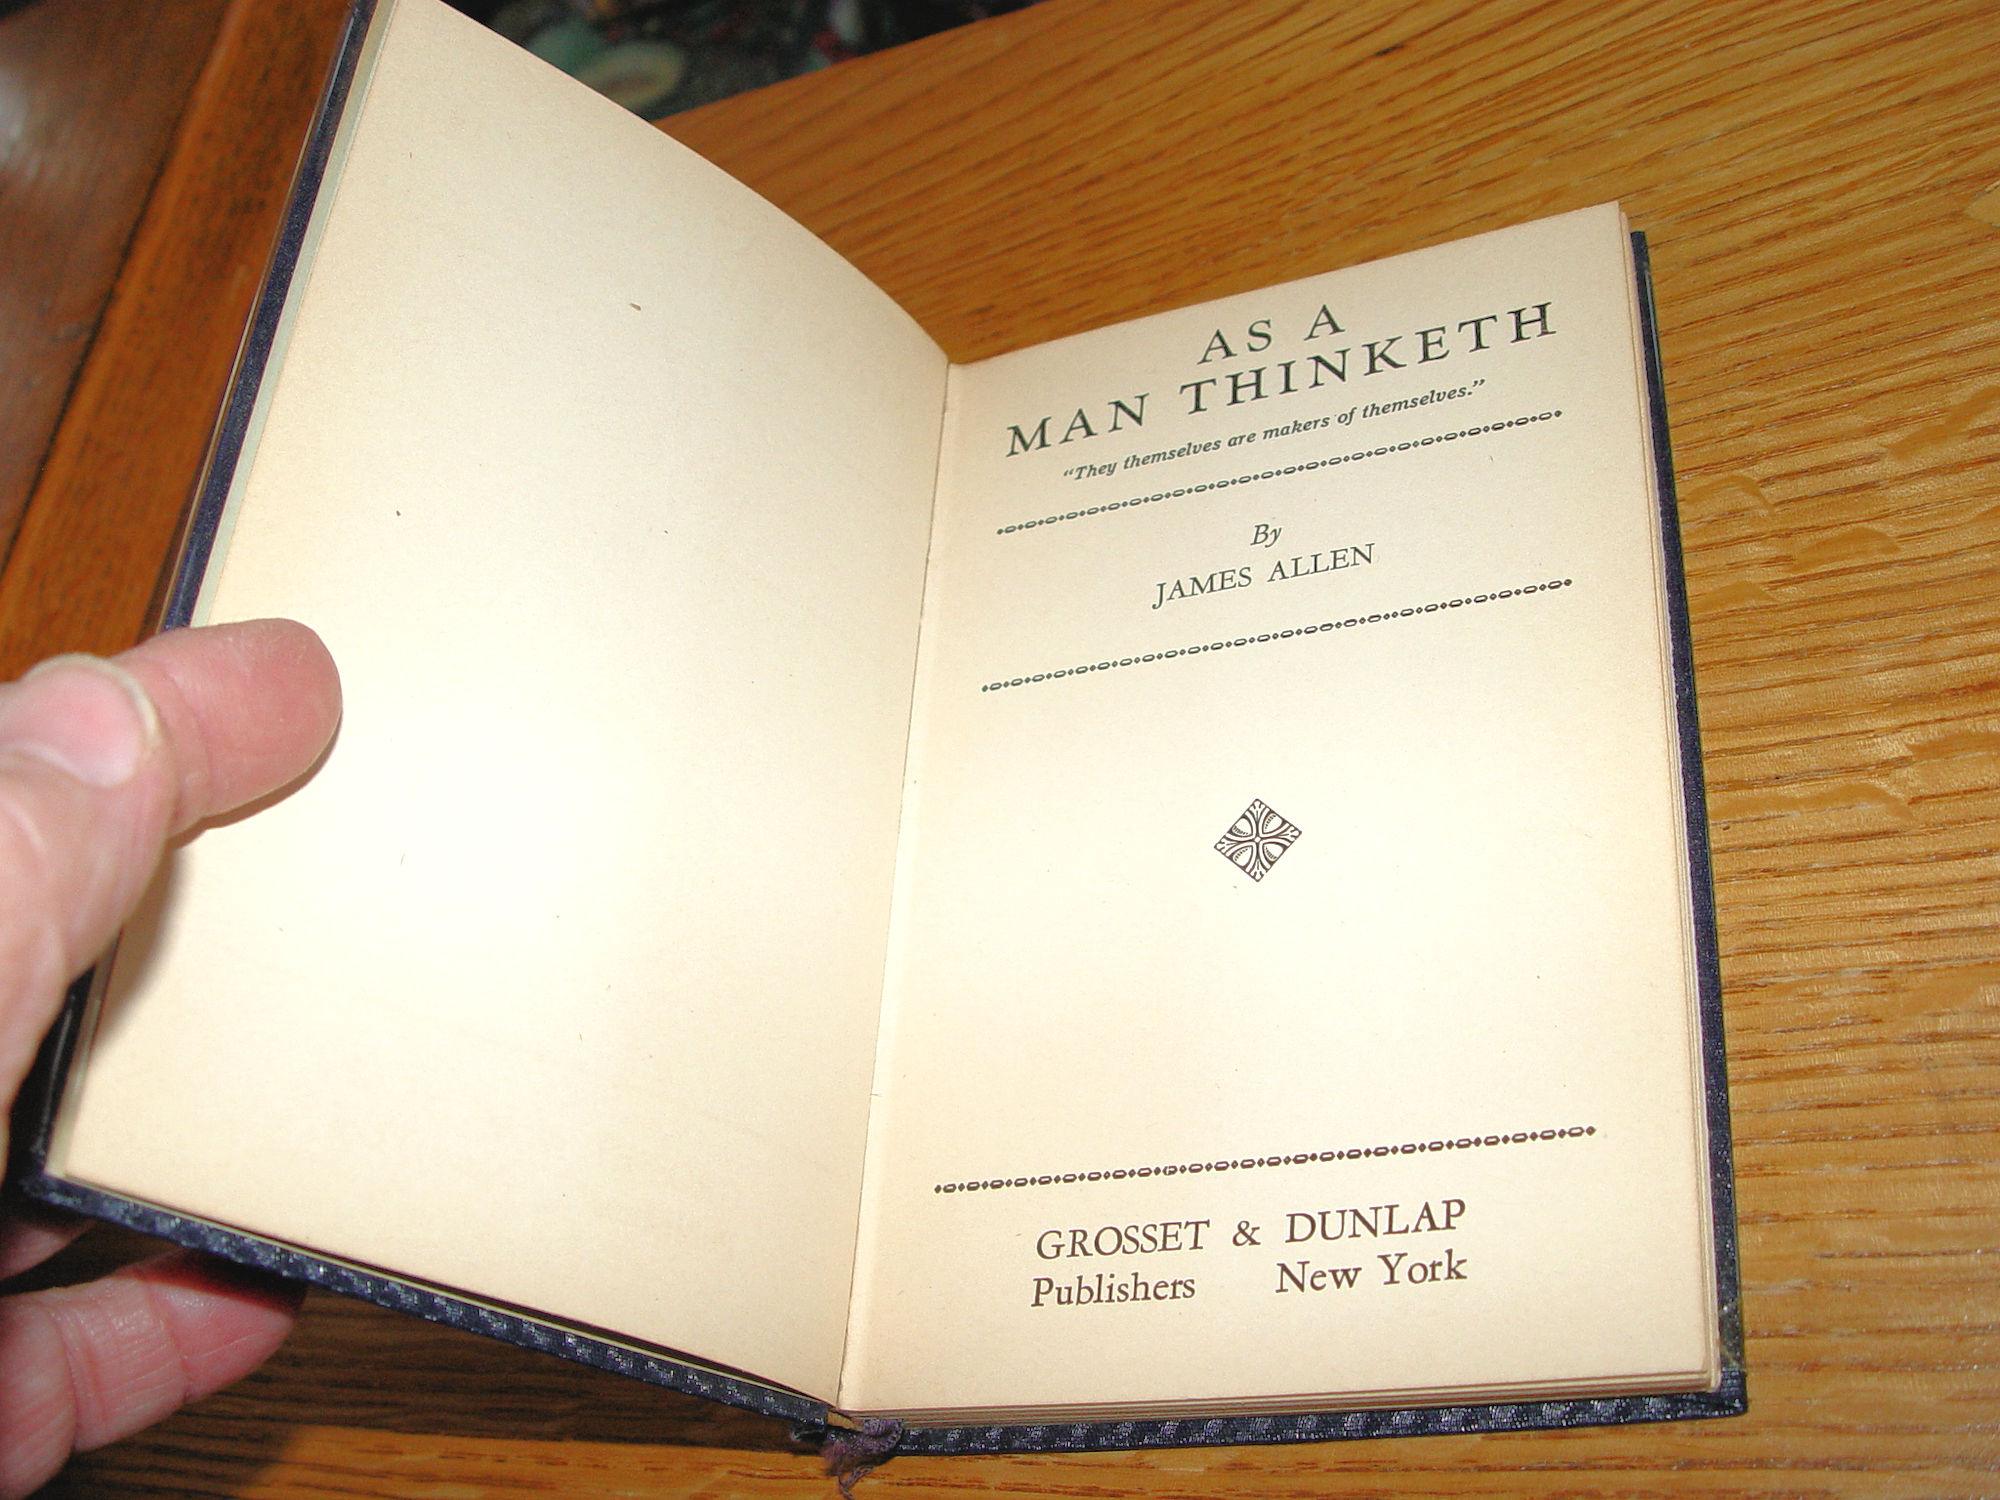 AS A
MAN THINKETH
“They themselves are makers of themselves.”
By
JAMES ALLEN
GROSSET & DUNLAP
Publishers New York